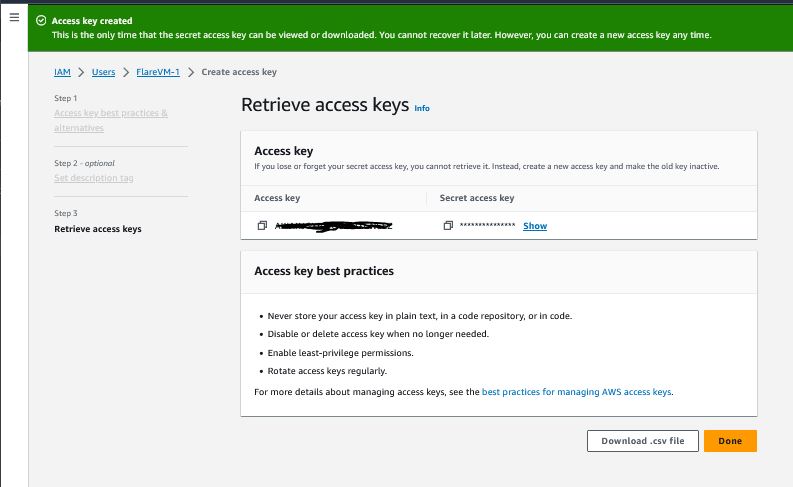 Access key created
This is the only time that the secret access key can be viewed or downloaded. You cannot recover it later. However, you can create a new access key any time.
IAM > Users > FlareVM-1 > Create access key
Step 1
Access key best practices &
alternatives
Step 2 - optional
Set description tag
Step 3
Retrieve access keys
Retrieve access keys Info
Access key
If you lose or forget your secret access key, you cannot retrieve it. Instead, create a new access key and make the old key inactive.
Access key Secret access key
*************** Show
Access key best practices
• Never store your access key in plain text, in a code repository, or in code.
• Disable or delete access key when no longer needed.
• Enable least-privilege permissions.
• Rotate access keys regularly.
For more details about managing access keys, see the best practices for managing AWS access keys.
Download .csv file Done